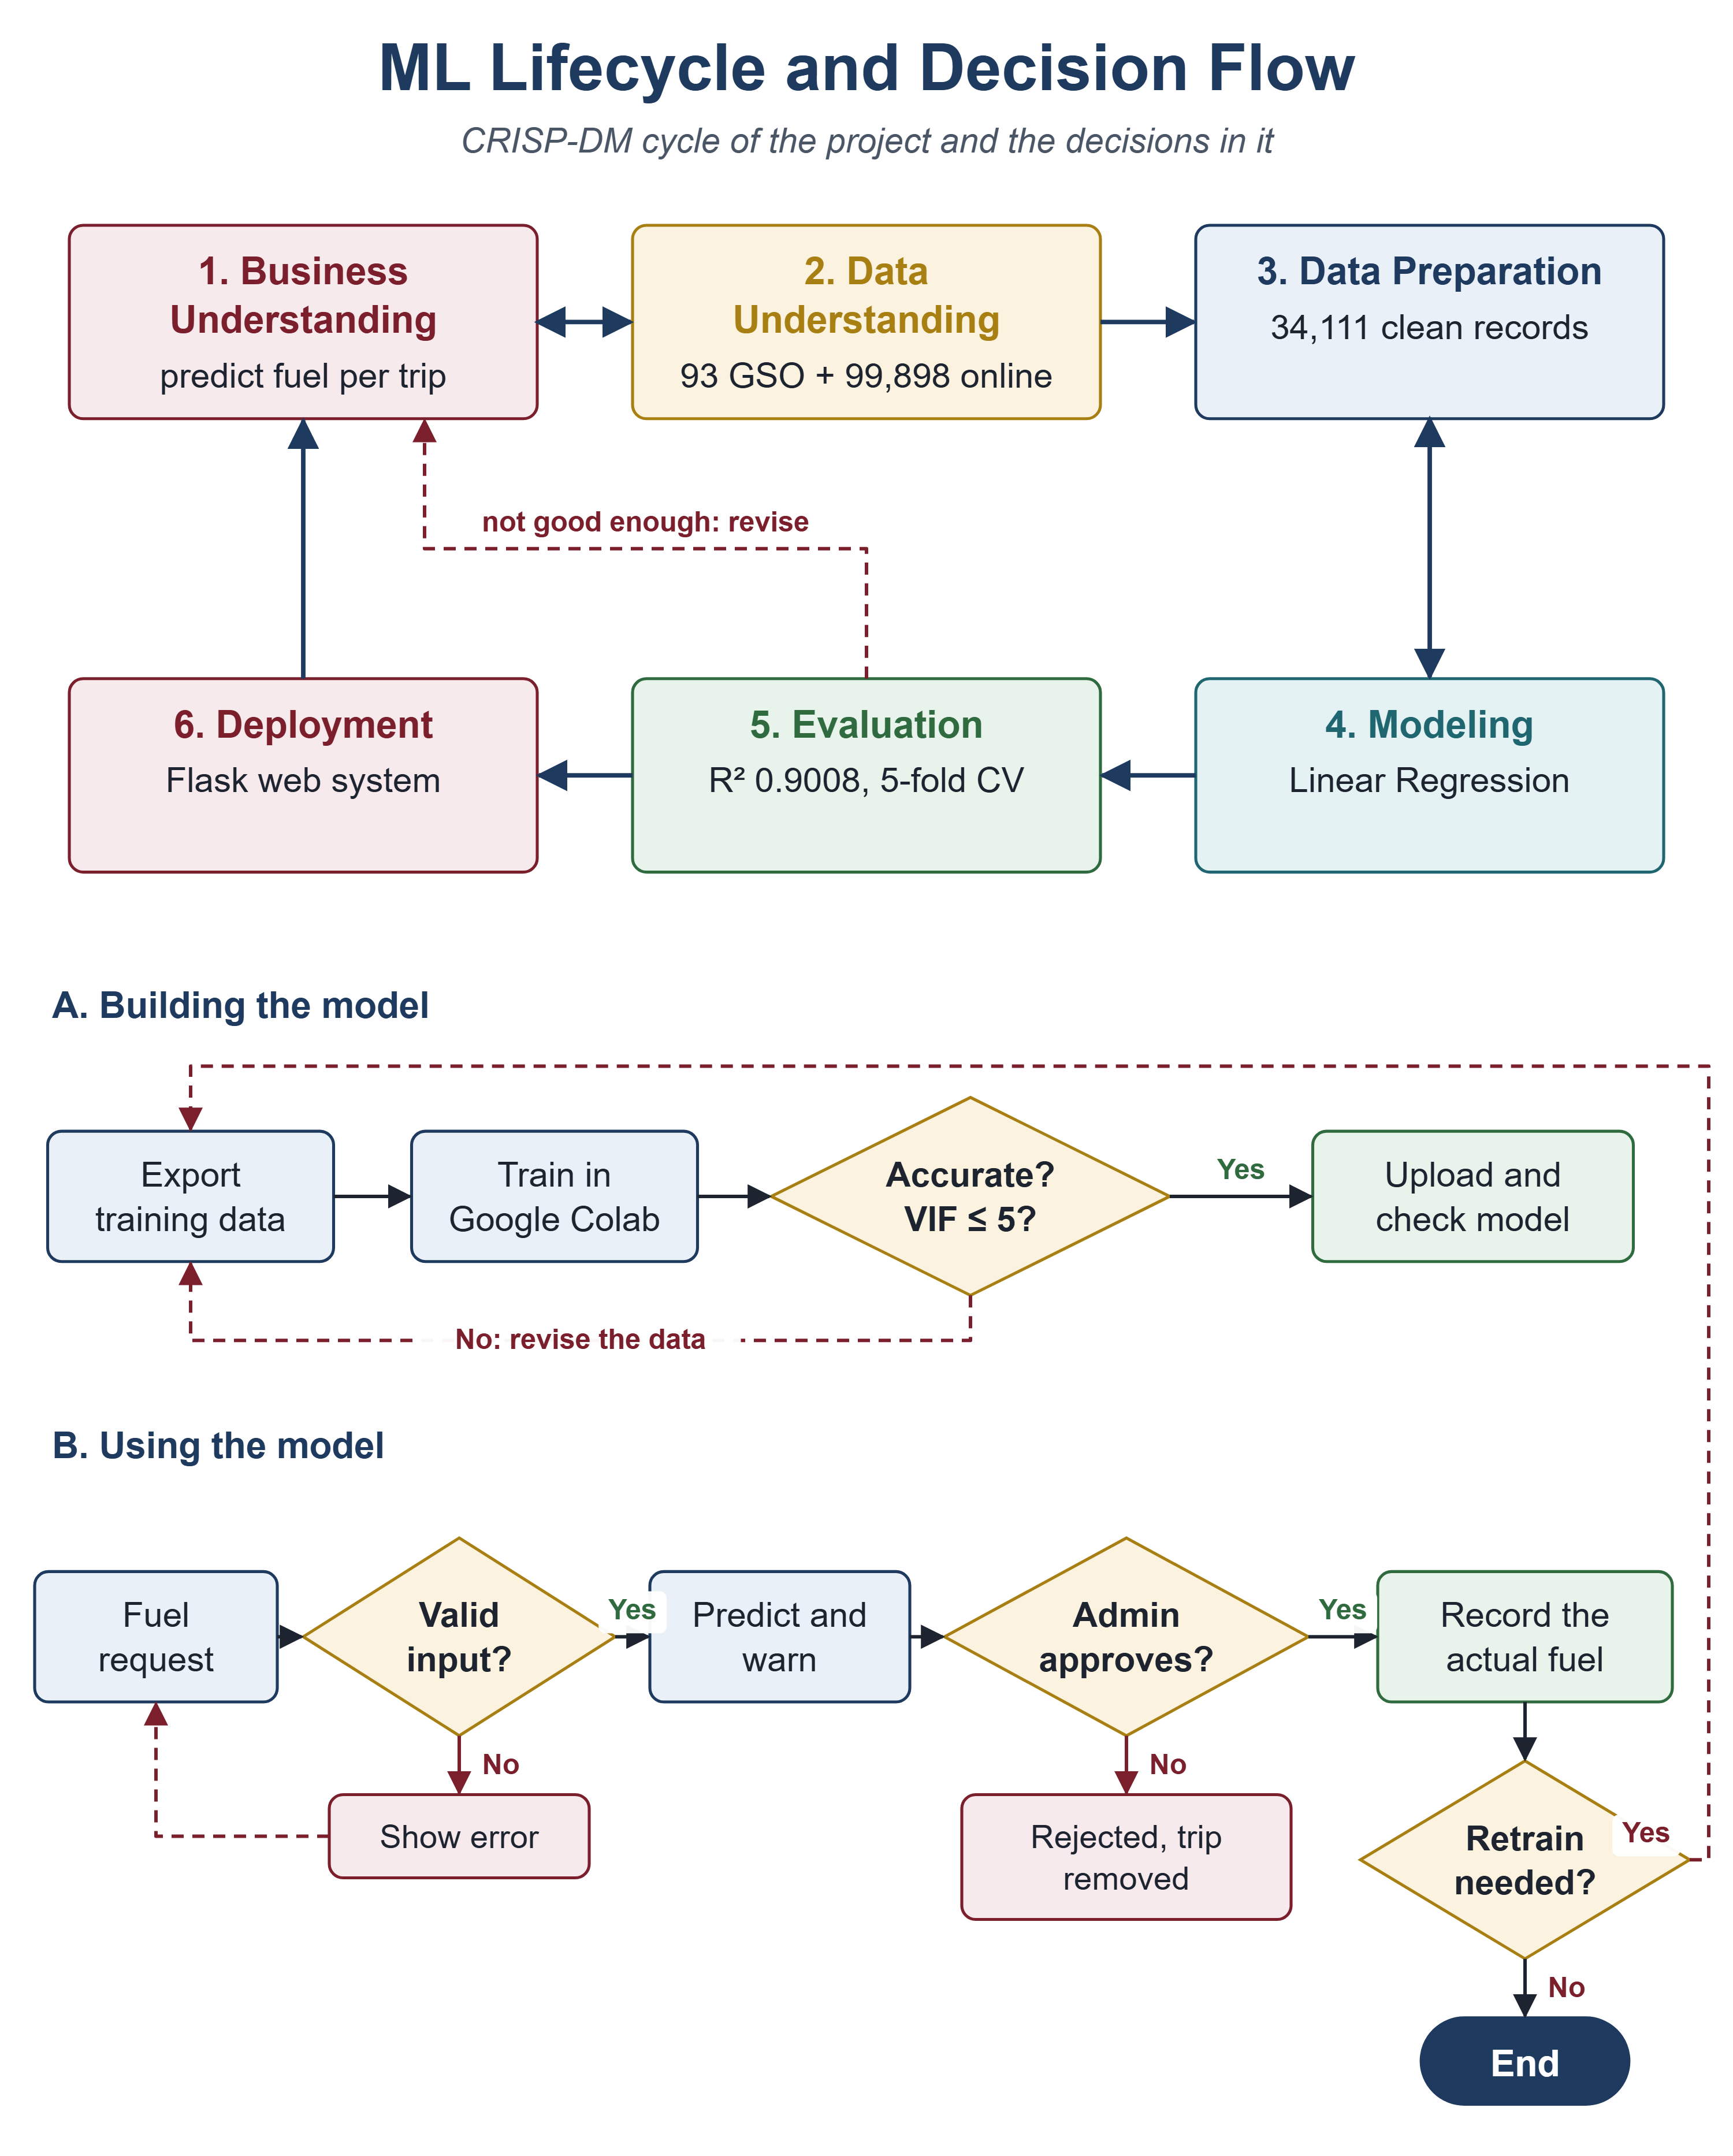 ML Lifecycle and Decision Flow
CRISP-DM cycle of the project and the decisions in it
1. Business
Understanding
predict fuel per trip
2. Data
Understanding
93 GSO + 99,898 online
3. Data Preparation
34,111 clean records
not good enough: revise
6. Deployment
Flask web system
5. Evaluation
R² 0.9008, 5-fold CV
4. Modeling
Linear Regression
A. Building the model
Export
training data
Train in
Google Colab
Accurate?
VIF ≤ 5?
Yes
Upload and
check model
No: revise the data
B. Using the model
Fuel
request
Valid
input?
Yes
Predict and
warn
Admin
approves?
Yes
Record the
actual fuel
No
Show error
No
Rejected, trip
removed
Retrain
needed?
Yes
No
End